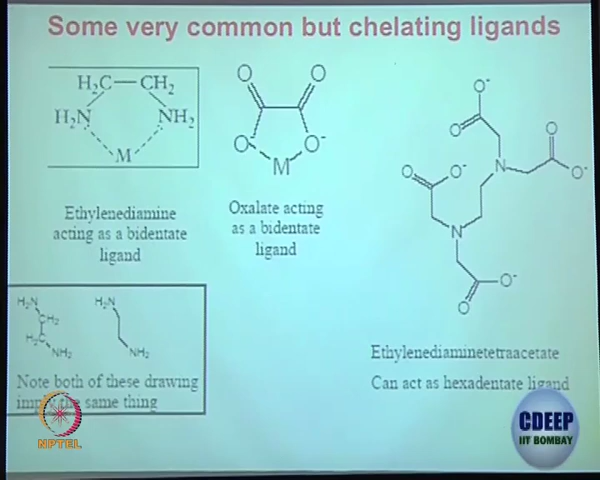 Some very common but chelating ligands
H₂C—CH₂
H₂N
NH₂
M
Ethylenediamine
acting as a bidentate
ligand
O
O
O⁻
O⁻
M
Oxalate acting
as a bidentate
ligand
O⁻
O
O
N
O⁻
O
O⁻
N
O⁻
O
Ethylenediaminetetraacetate
Can act as hexadentate ligand
H₂N
CH₂
H₂C
NH₂
H₂N
NH₂
Note both of these drawing
imply the same thing
NPTEL
CDEEP
IIT BOMBAY